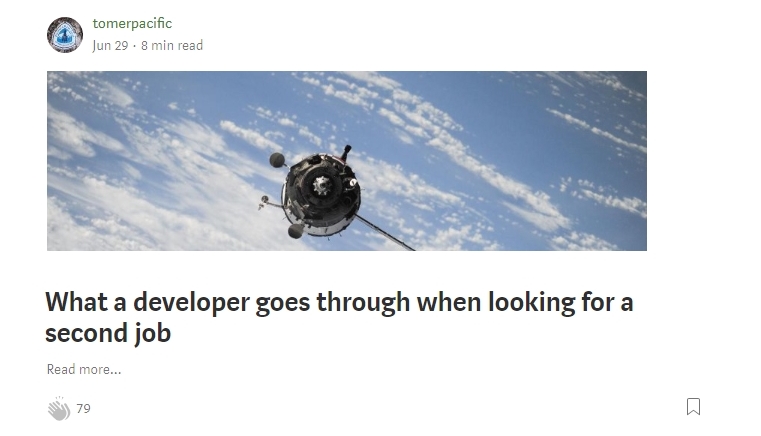 tomerpacific
Jun 29 · 8 min read
What a developer goes through when looking for a
second job
Read more...
79